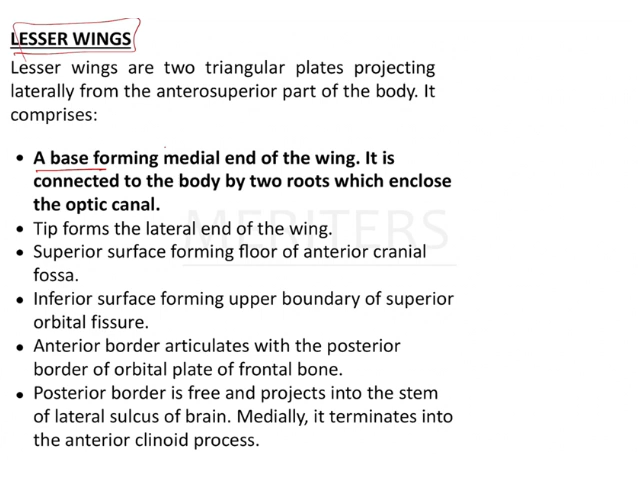 LESSER WINGS
Lesser wings are two triangular plates projecting
laterally from the anterosuperior part of the body. It
comprises:
• A base forming medial end of the wing. It is
connected to the body by two roots which enclose
the optic canal.
• Tip forms the lateral end of the wing.
• Superior surface forming floor of anterior cranial
fossa.
• Inferior surface forming upper boundary of superior
orbital fissure.
• Anterior border articulates with the posterior
border of orbital plate of frontal bone.
• Posterior border is free and projects into the stem
of lateral sulcus of brain. Medially, it terminates into
the anterior clinoid process.
MERITERS